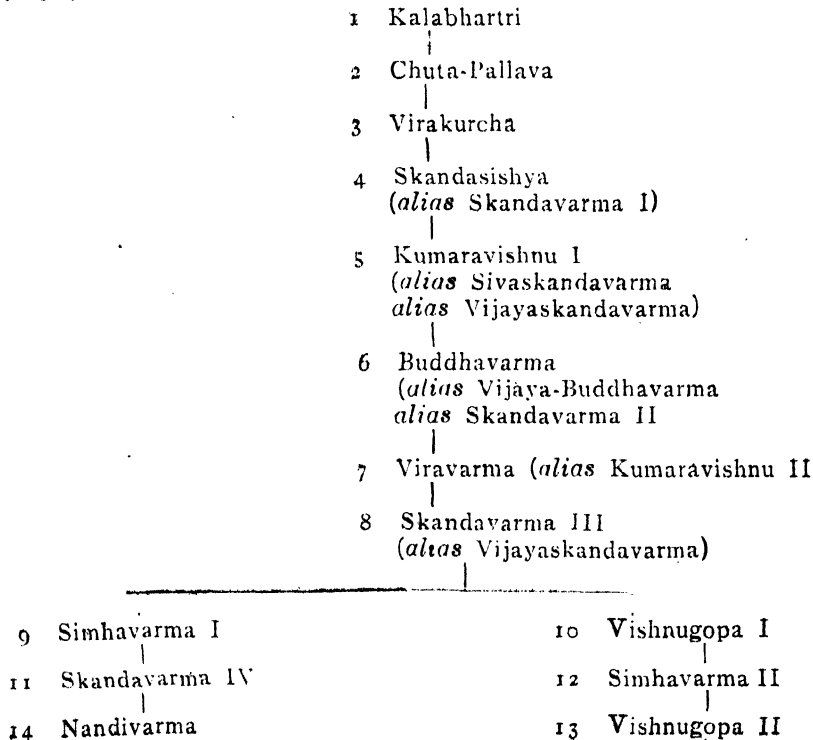 1 Kalabhartri
2 Chuta-Pallava
3 Virakurcha
4 Skandasishya
(alias Skandavarma I)
5 Kumaravishnu I
(alias Sivaskandavarma
alias Vijayaskandavarma)
6 Buddhavarma
(alias Vijaya-Buddhavarma
alias Skandavarma II
7 Viravarma (alias Kumaravishnu II
8 Skandavarma III
(alias Vijayaskandavarma)
9 Simhavarma I 10 Vishnugopa I
11 Skandavarma IV 12 Simhavarma II
14 Nandivarma 13 Vishnugopa II